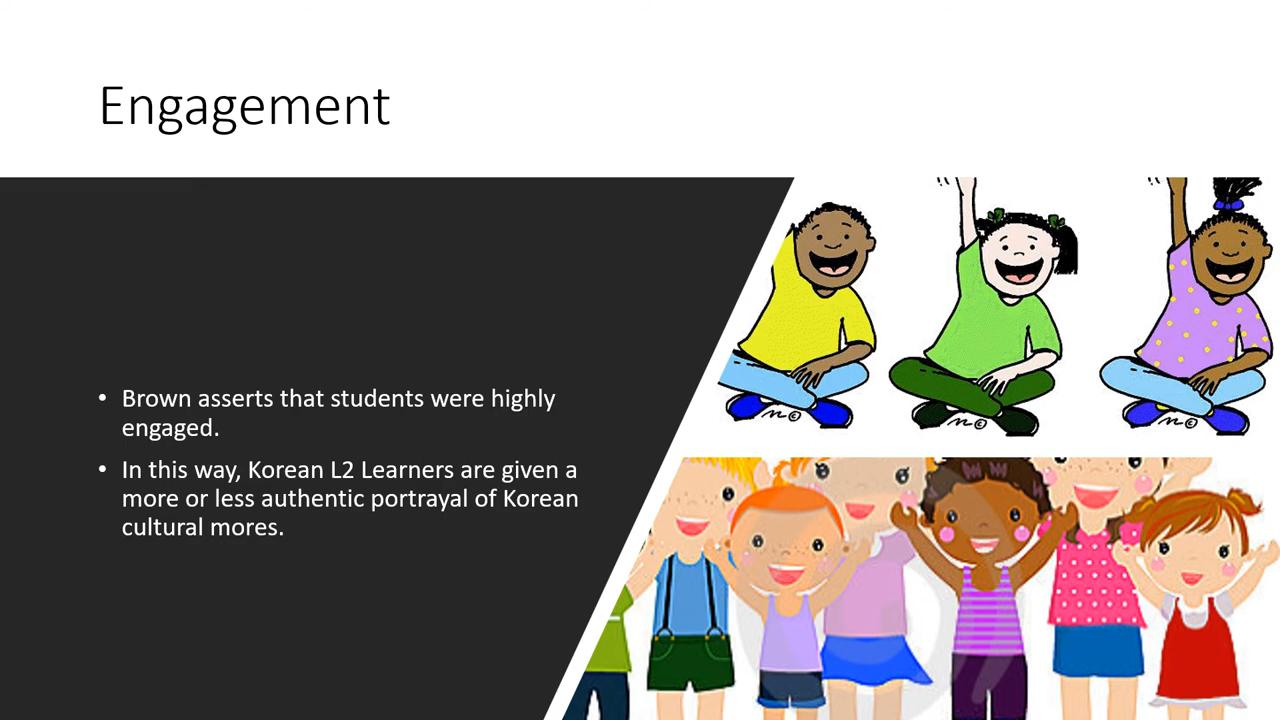 Engagement
• Brown asserts that students were highly
engaged.
• In this way, Korean L2 Learners are given a
more or less authentic portrayal of Korean
cultural mores.